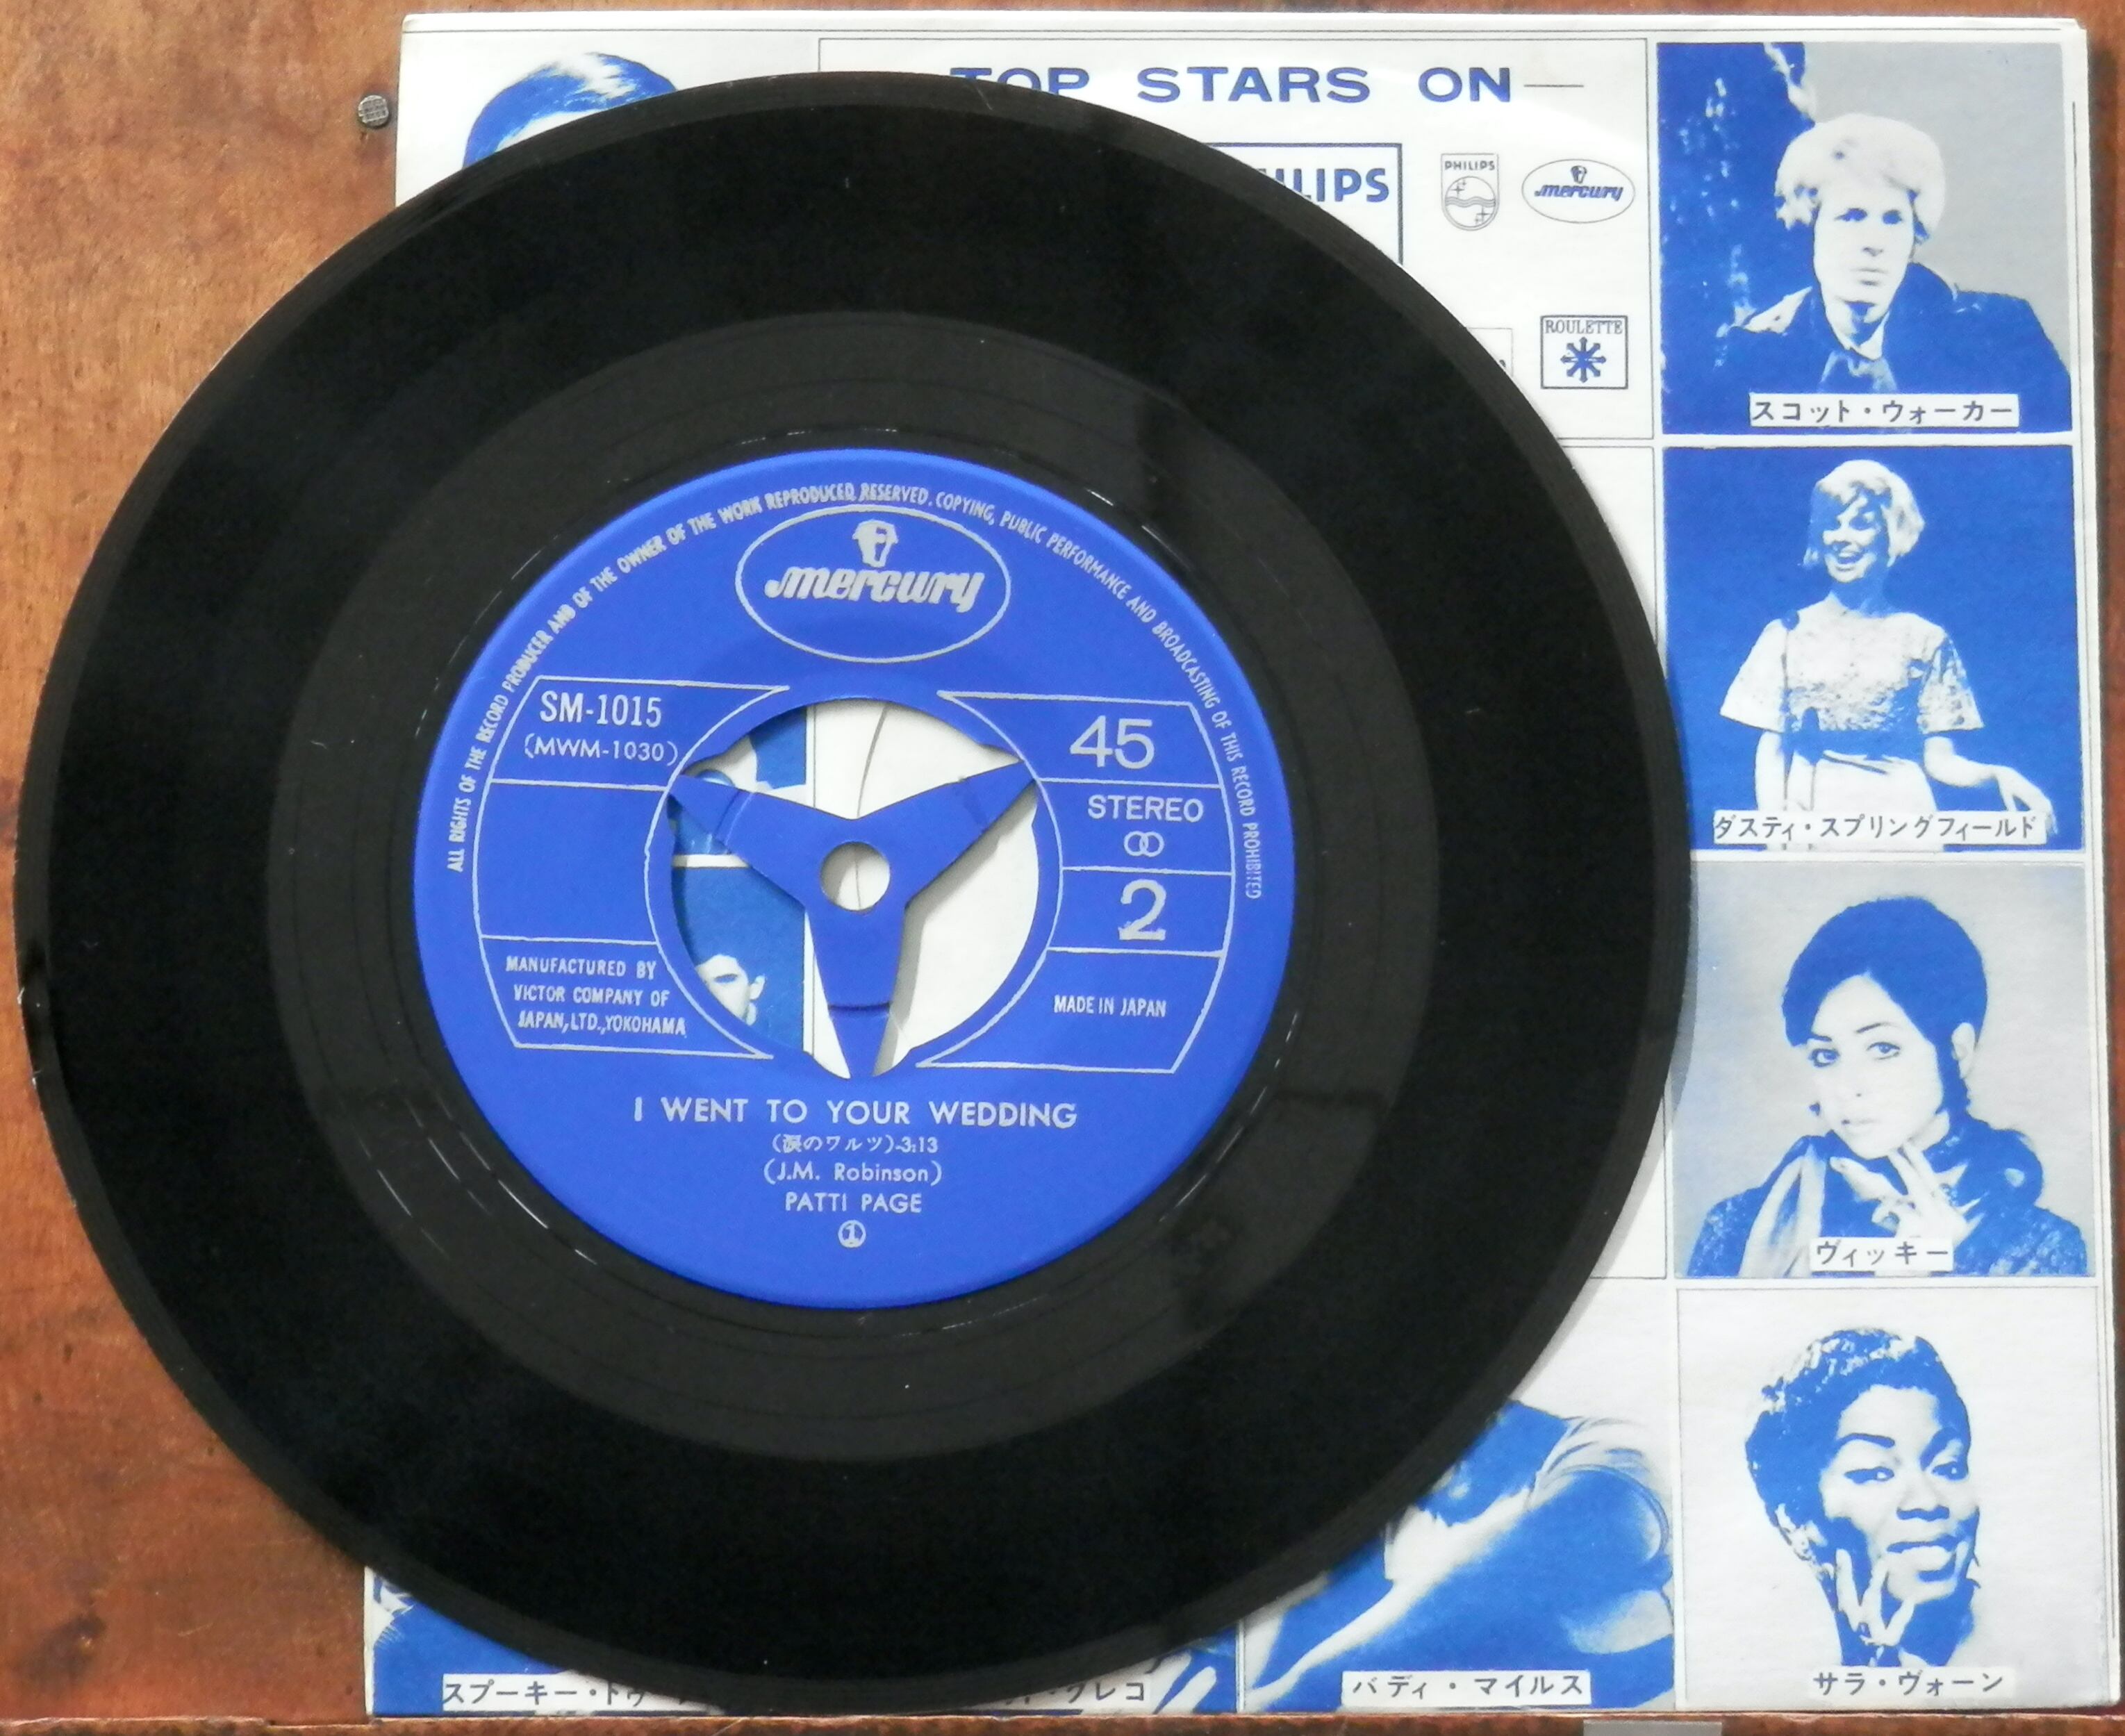 TOP STARS ON
PHILIPS
mercury
ROULETTE
スコット・ウォーカー
ダスティ・スプリングフィールド
ヴィッキー
サラ・ヴォーン
バディ・マイルス
スプーキー・トゥ
グレコ
ALL RIGHTS OF THE RECORD PRODUCER AND OF THE OWNER OF THE WORK REPRODUCED RESERVED. COPYING, PUBLIC PERFORMANCE AND BROADCASTING OF THIS RECORD PROHIBITED
mercury
SM-1015
(MWM-1030)
45
STEREO
2
MANUFACTURED BY
VICTOR COMPANY OF
JAPAN, LTD., YOKOHAMA
MADE IN JAPAN
I WENT TO YOUR WEDDING
(涙のワルツ)-3:13
(J.M. Robinson)
PATTI PAGE
①